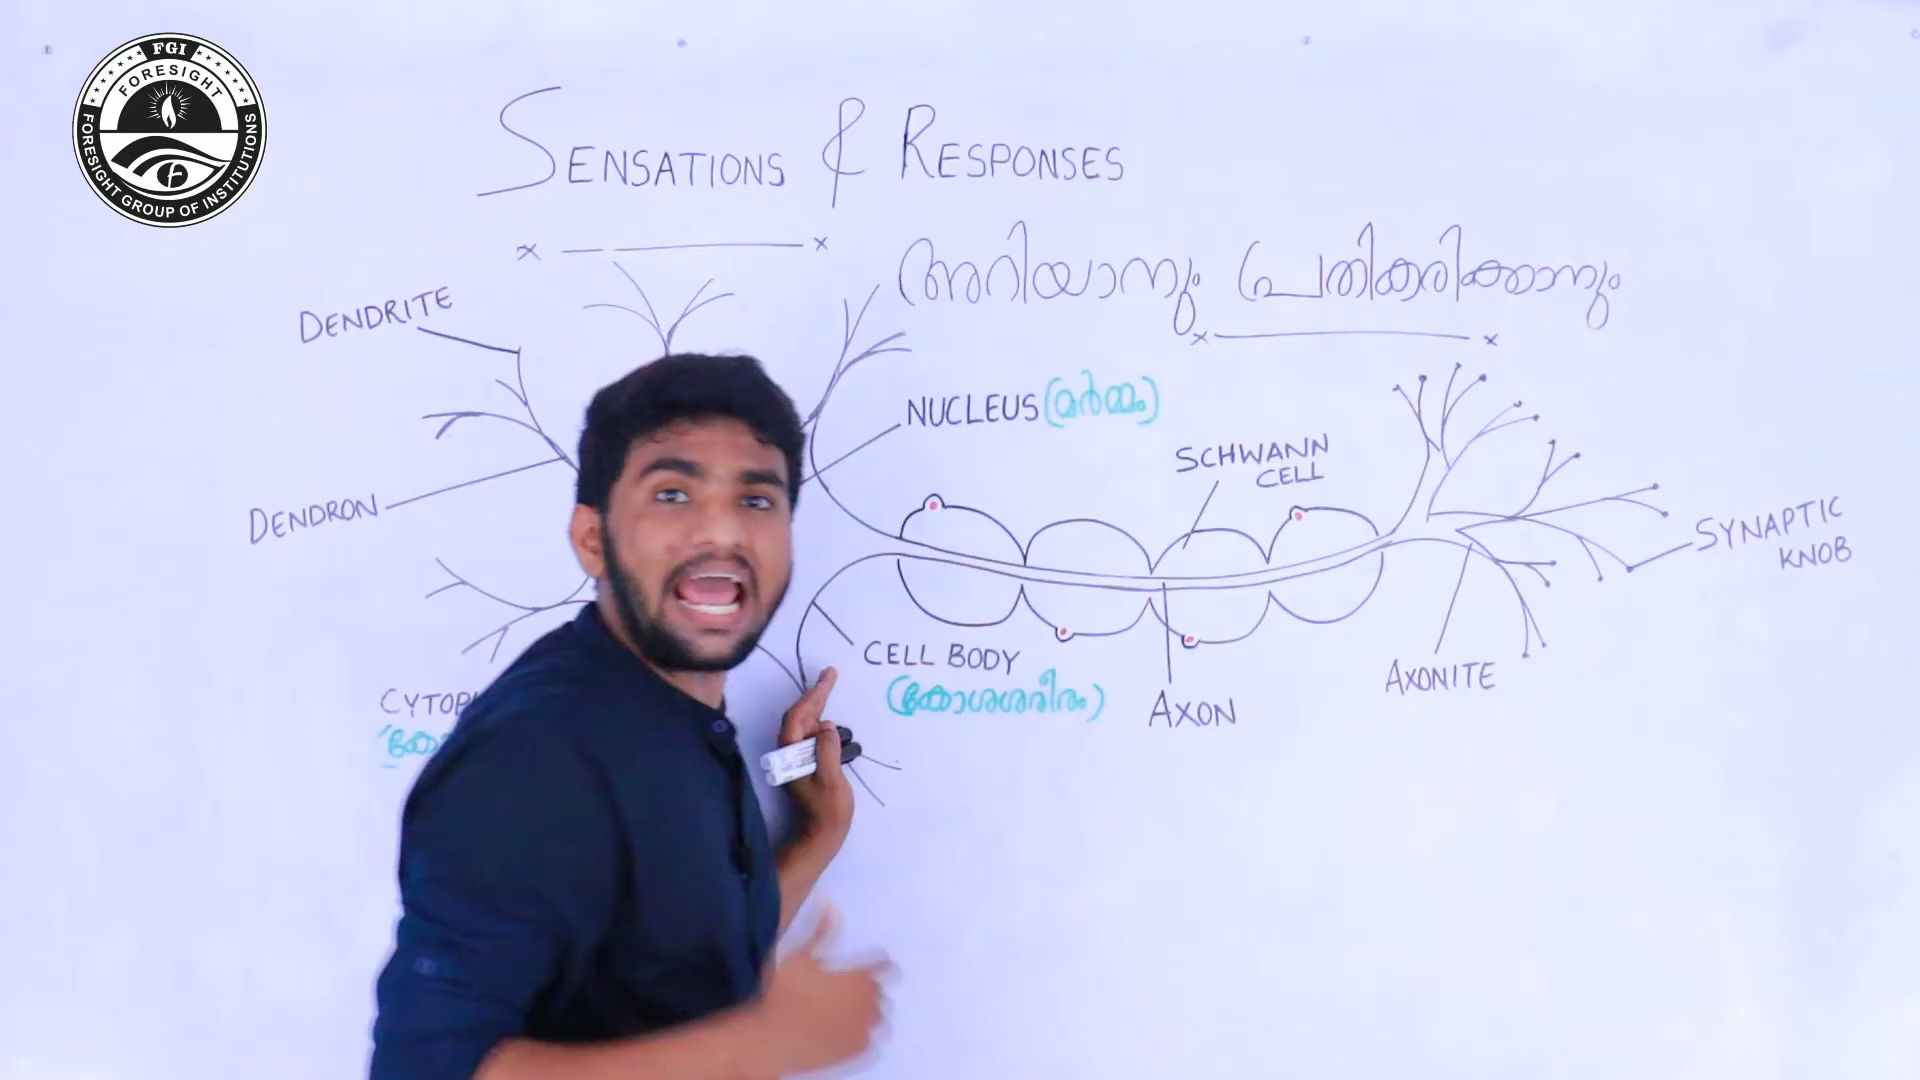 FGI
FORESIGHT
FORESIGHT GROUP OF INSTITUTIONS
SENSATIONS & RESPONSES
അറിയാനും പ്രതികരിക്കാനും
DENDRITE
NUCLEUS (മർമ്മം)
SCHWANN
CELL
DENDRON
SYNAPTIC
KNOB
CELL BODY
(കോശശരീരം)
AXONITE
AXON
CYTOP